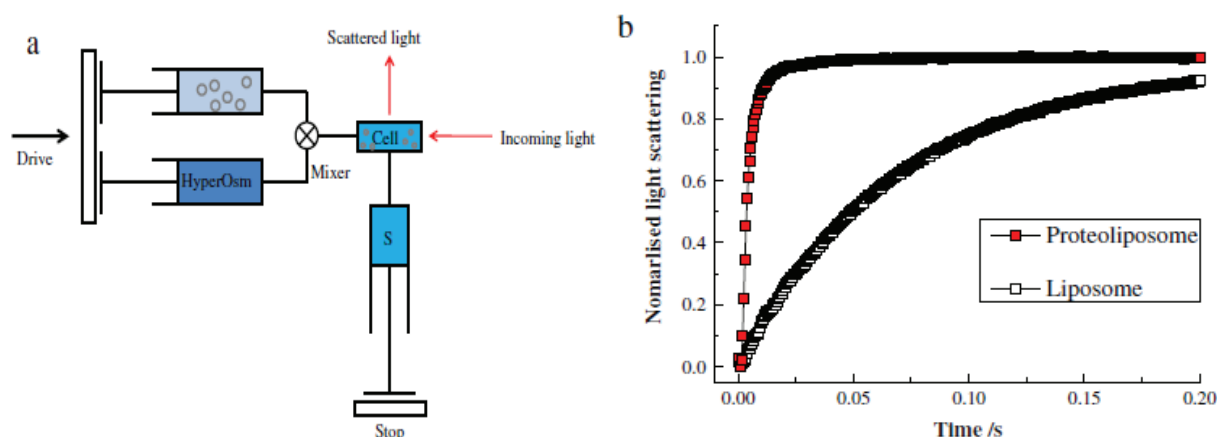 a
Scattered light
Drive
HyperOsm
Mixer
Cell
Incoming light
S
Stop
b
Nomarlised light scattering
1.0
0.8
0.6
0.4
0.2
0.0
Proteoliposome
Liposome
0.00 0.05 0.10 0.15 0.20
Time /s